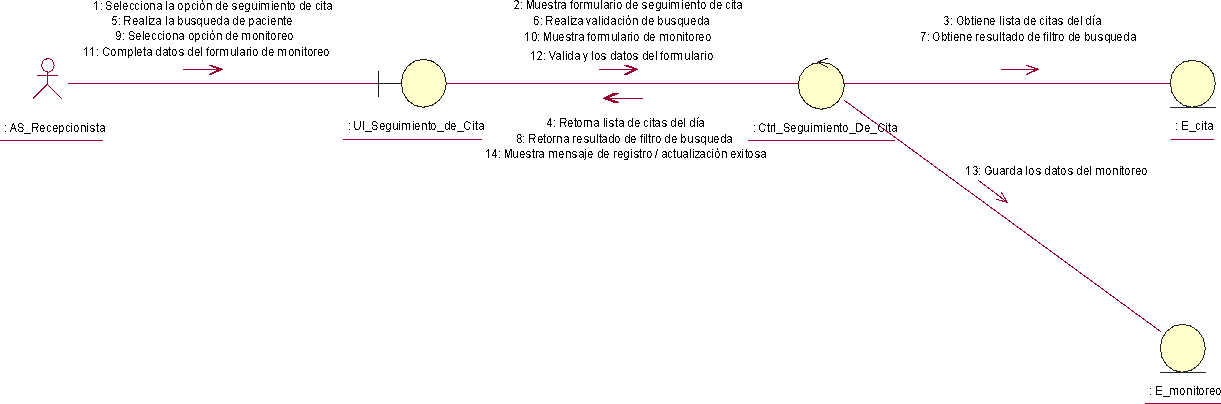 1: Selecciona la opción de seguimiento de cita
5: Realiza la busqueda de paciente
9: Selecciona opción de monitoreo
11: Completa datos del formulario de monitoreo
2: Muestra formulario de seguimiento de cita
6: Realiza validación de busqueda
10: Muestra formulario de monitoreo
12: Valida y los datos del formulario
3: Obtiene lista de citas del día
7: Obtiene resultado de filtro de busqueda
: AS_Recepcionista
: UI_Seguimiento_de_Cita
4: Retorna lista de citas del día
8: Retorna resultado de filtro de busqueda
14: Muestra mensaje de registro / actualización exitosa
: Ctrl_Seguimiento_De_Cita
: E_cita
13: Guarda los datos del monitoreo
: E_monitoreo